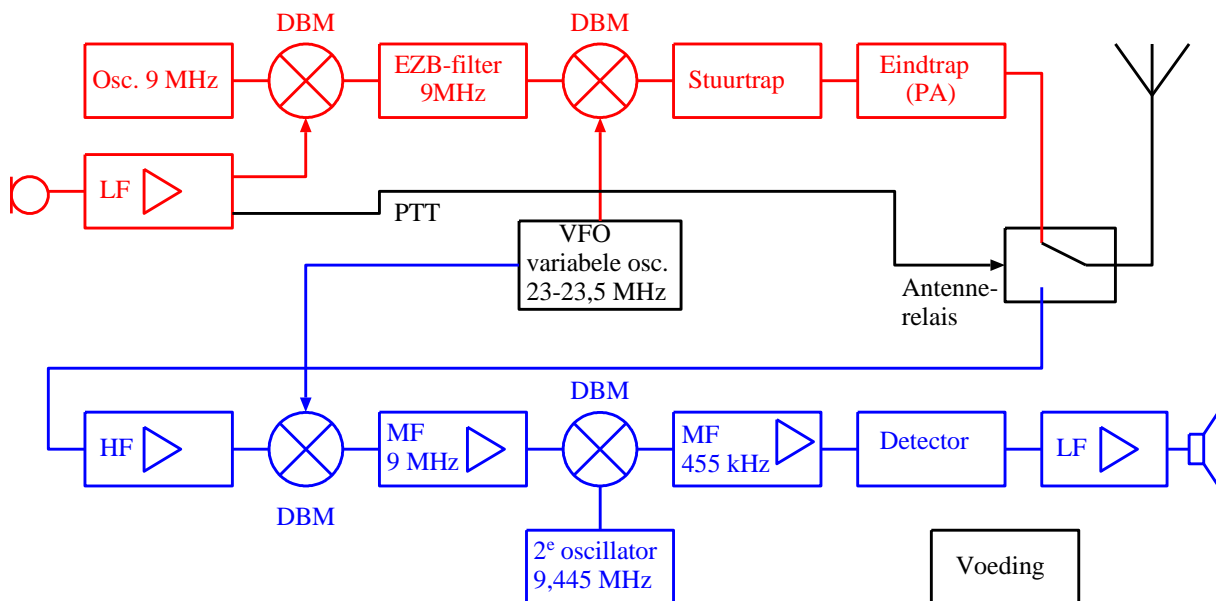 DBM
DBM
Osc. 9 MHz
EZB-filter
9MHz
Stuurtrap
Eindtrap
(PA)
LF
PTT
VFO
variabele osc.
23-23,5 MHz
Antenne-
relais
DBM
HF
MF
9 MHz
MF
455 kHz
Detector
LF
DBM
2e oscillator
9,445 MHz
Voeding